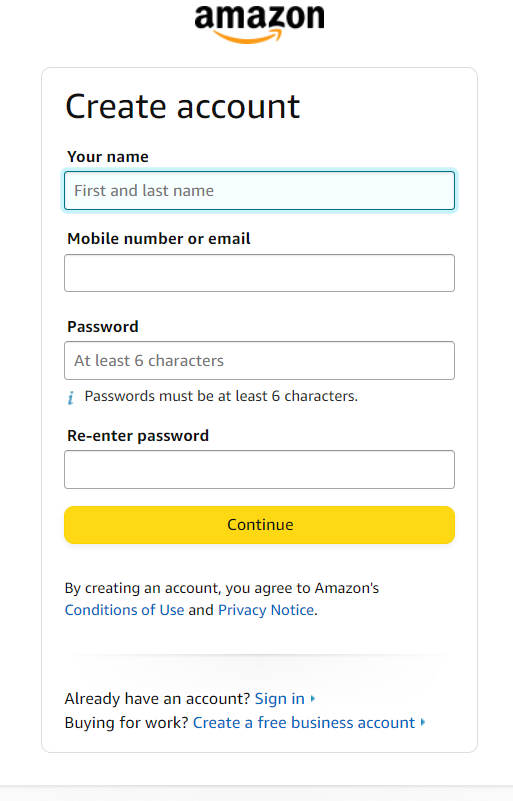 amazon
Create account
Your name
First and last name
Mobile number or email
Password
At least 6 characters
i Passwords must be at least 6 characters.
Re-enter password
Continue
By creating an account, you agree to Amazon's
Conditions of Use and Privacy Notice.
Already have an account? Sign in
Buying for work? Create a free business account